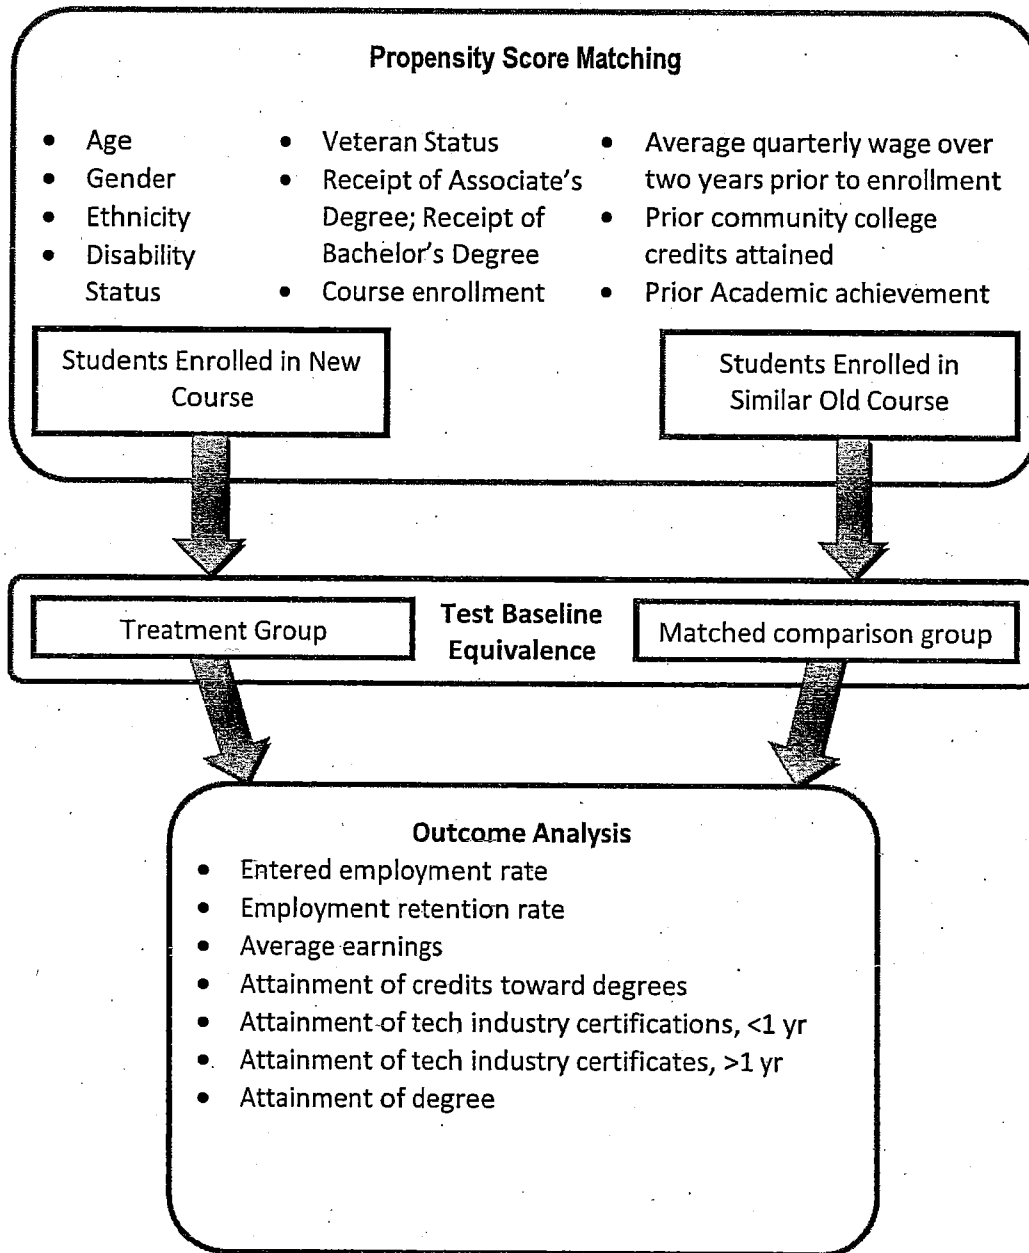 Propensity Score Matching
• Age
• Gender
• Ethnicity
• Disability
Status
• Veteran Status
• Receipt of Associate's
Degree; Receipt of
Bachelor's Degree
• Course enrollment
• Average quarterly wage over
two years prior to enrollment
• Prior community college
credits attained
• Prior Academic achievement
Students Enrolled in New
Course
Students Enrolled in
Similar Old Course
Treatment Group
Test Baseline
Equivalence
Matched comparison group
Outcome Analysis
• Entered employment rate
• Employment retention rate
• Average earnings
• Attainment of credits toward degrees
• Attainment of tech industry certifications, <1 yr
• Attainment of tech industry certificates, >1 yr
• Attainment of degree